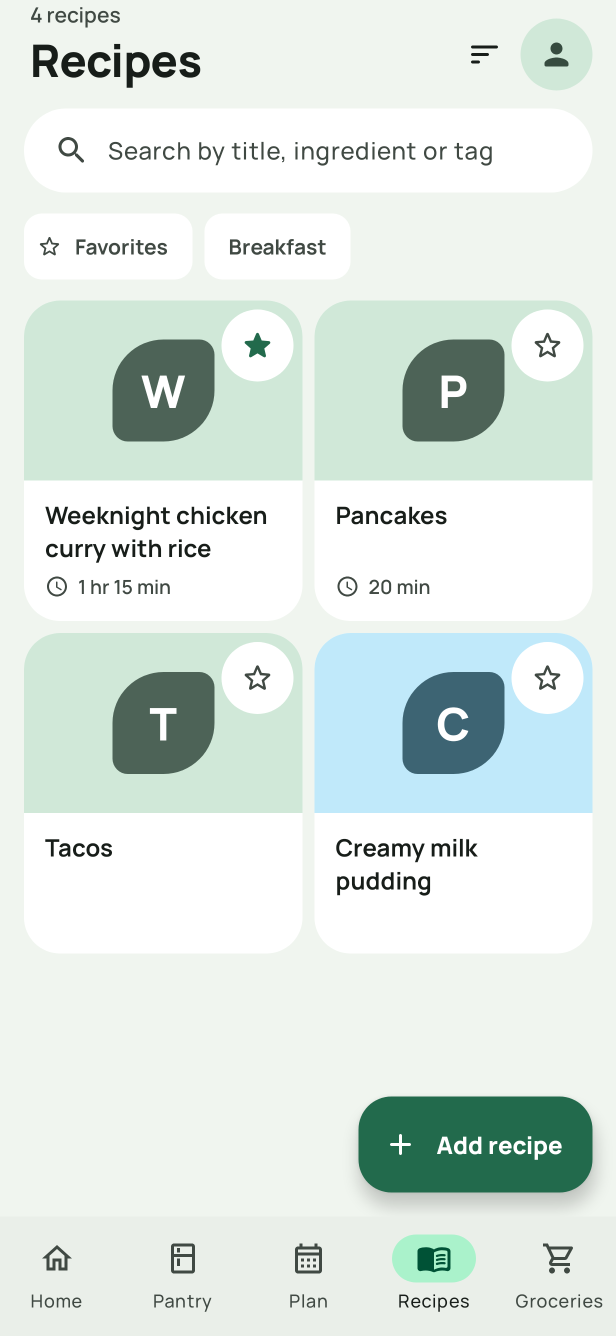 4 recipes
Recipes
Search by title, ingredient or tag
Favorites
Breakfast
W
P
Weeknight chicken
curry with rice
1 hr 15 min
Pancakes
20 min
T
C
Tacos
Creamy milk
pudding
Add recipe
Home
Pantry
Plan
Recipes
Groceries